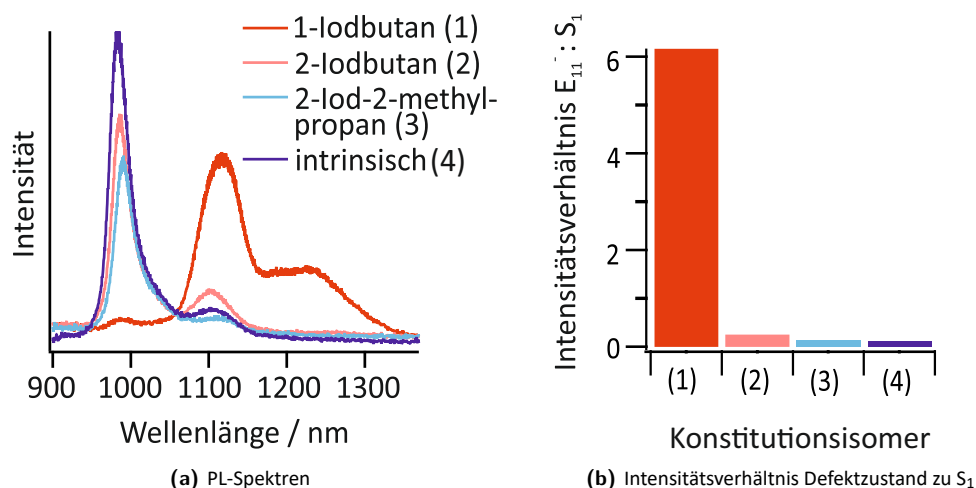 1-Iodbutan (1)
2-Iodbutan (2)
2-Iod-2-methyl-
propan (3)
intrinsisch (4)
Intensität
900 1000 1100 1200 1300
Wellenlänge / nm
(a) PL-Spektren
Intensitätsverhältnis E₁₁⁻ : S₁
6
4
2
0
(1) (2) (3) (4)
Konstitutionsisomer
(b) Intensitätsverhältnis Defektzustand zu S₁